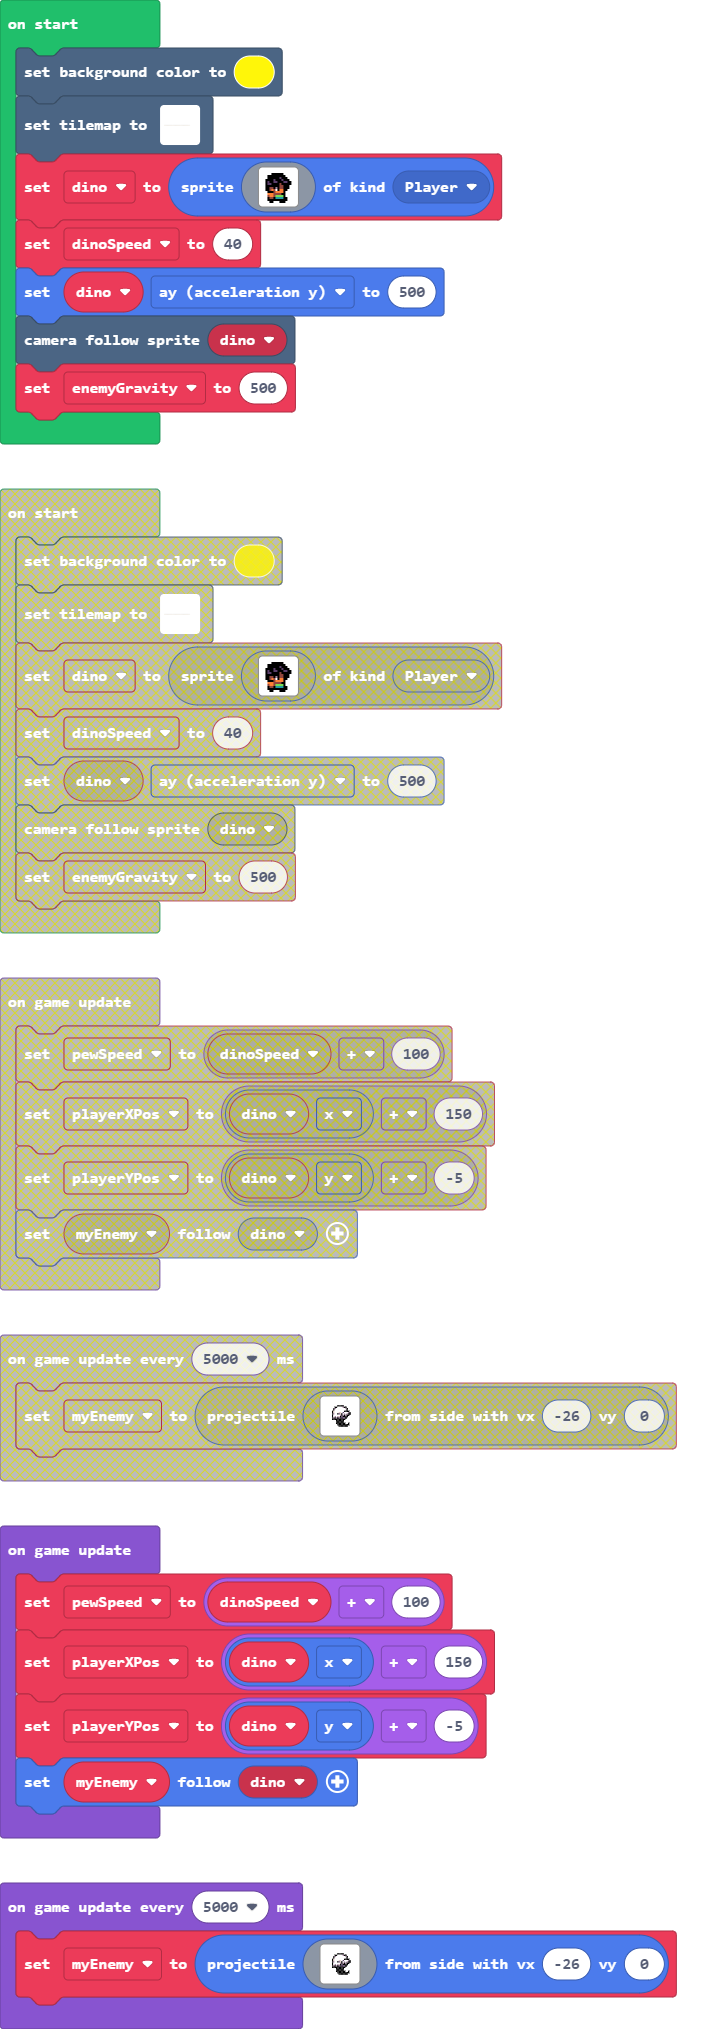 on start
set background color to
set tilemap to
set dino to sprite of kind Player
set dinoSpeed to 40
set dino ay (acceleration y) to 500
camera follow sprite dino
set enemyGravity to 500
on start
set background color to
set tilemap to
set dino to sprite of kind Player
set dinoSpeed to 40
set dino ay (acceleration y) to 500
camera follow sprite dino
set enemyGravity to 500
on game update
set pewSpeed to dinoSpeed + 100
set playerXPos to dino x + 150
set playerYPos to dino y + -5
set myEnemy follow dino
on game update every 5000 ms
set myEnemy to projectile from side with vx -26 vy 0
on game update
set pewSpeed to dinoSpeed + 100
set playerXPos to dino x + 150
set playerYPos to dino y + -5
set myEnemy follow dino
on game update every 5000 ms
set myEnemy to projectile from side with vx -26 vy 0